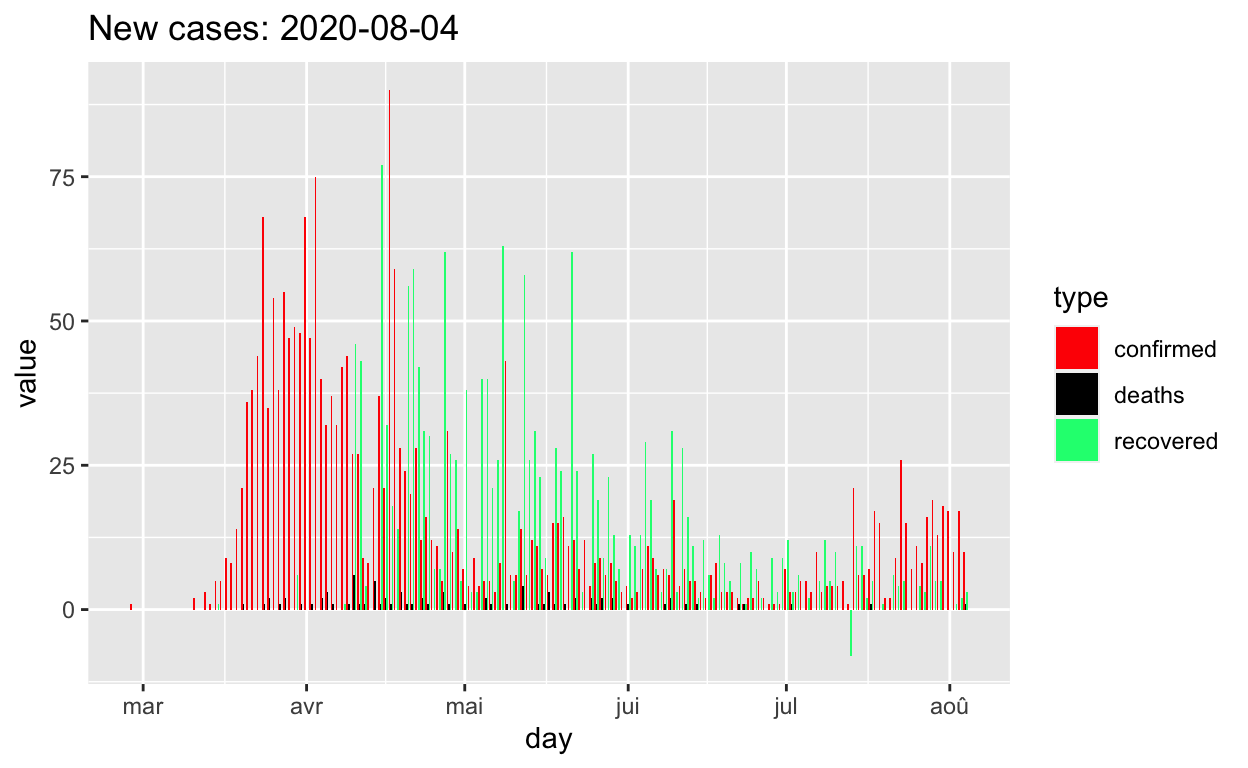 New cases: 2020-08-04
75
50
25
0
value
mar avr mai jui jul aoû
day
type
confirmed
deaths
recovered